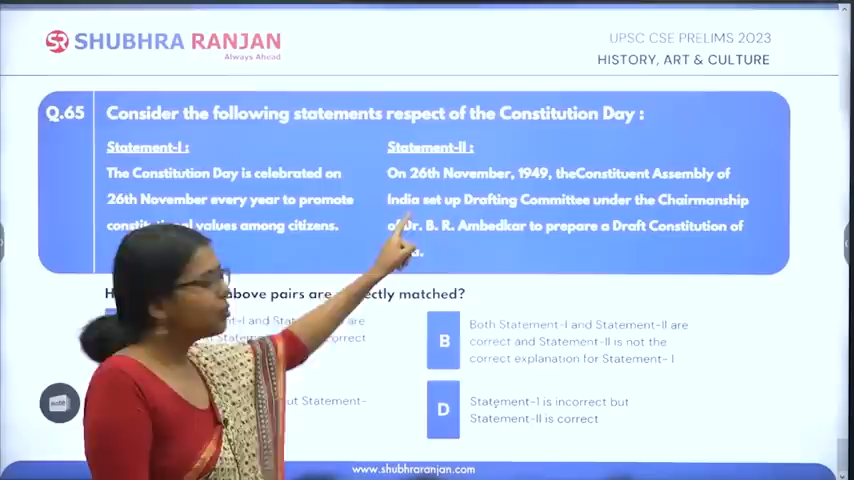 SR SHUBHRA RANJAN
Always Ahead
UPSC CSE PRELIMS 2023
HISTORY, ART & CULTURE
Q.65 Consider the following statements respect of the Constitution Day :
Statement-I :
The Constitution Day is celebrated on
26th November every year to promote
values among citizens.
Statement-II :
On 26th November, 1949, theConstituent Assembly of
India set up Drafting Committee under the Chairmanship
of Dr. B. R. Ambedkar to prepare a Draft Constitution of
above pairs are matched?
B
Both Statement-I and Statement-II are
correct and Statement-II is not the
correct explanation for Statement- I
Statement-
D
Statement-I is incorrect but
Statement-II is correct
www.shubhraranjan.com